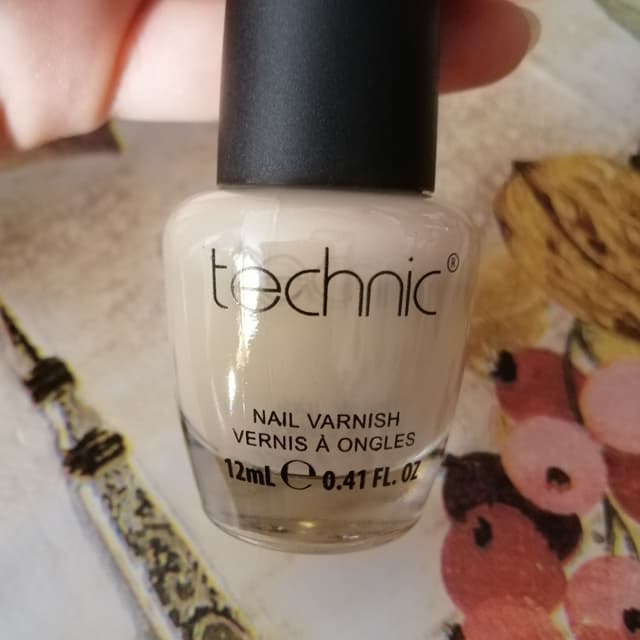 technic®
NAIL VARNISH
VERNIS À ONGLES
12mL ℮ 0.41 FL. OZ